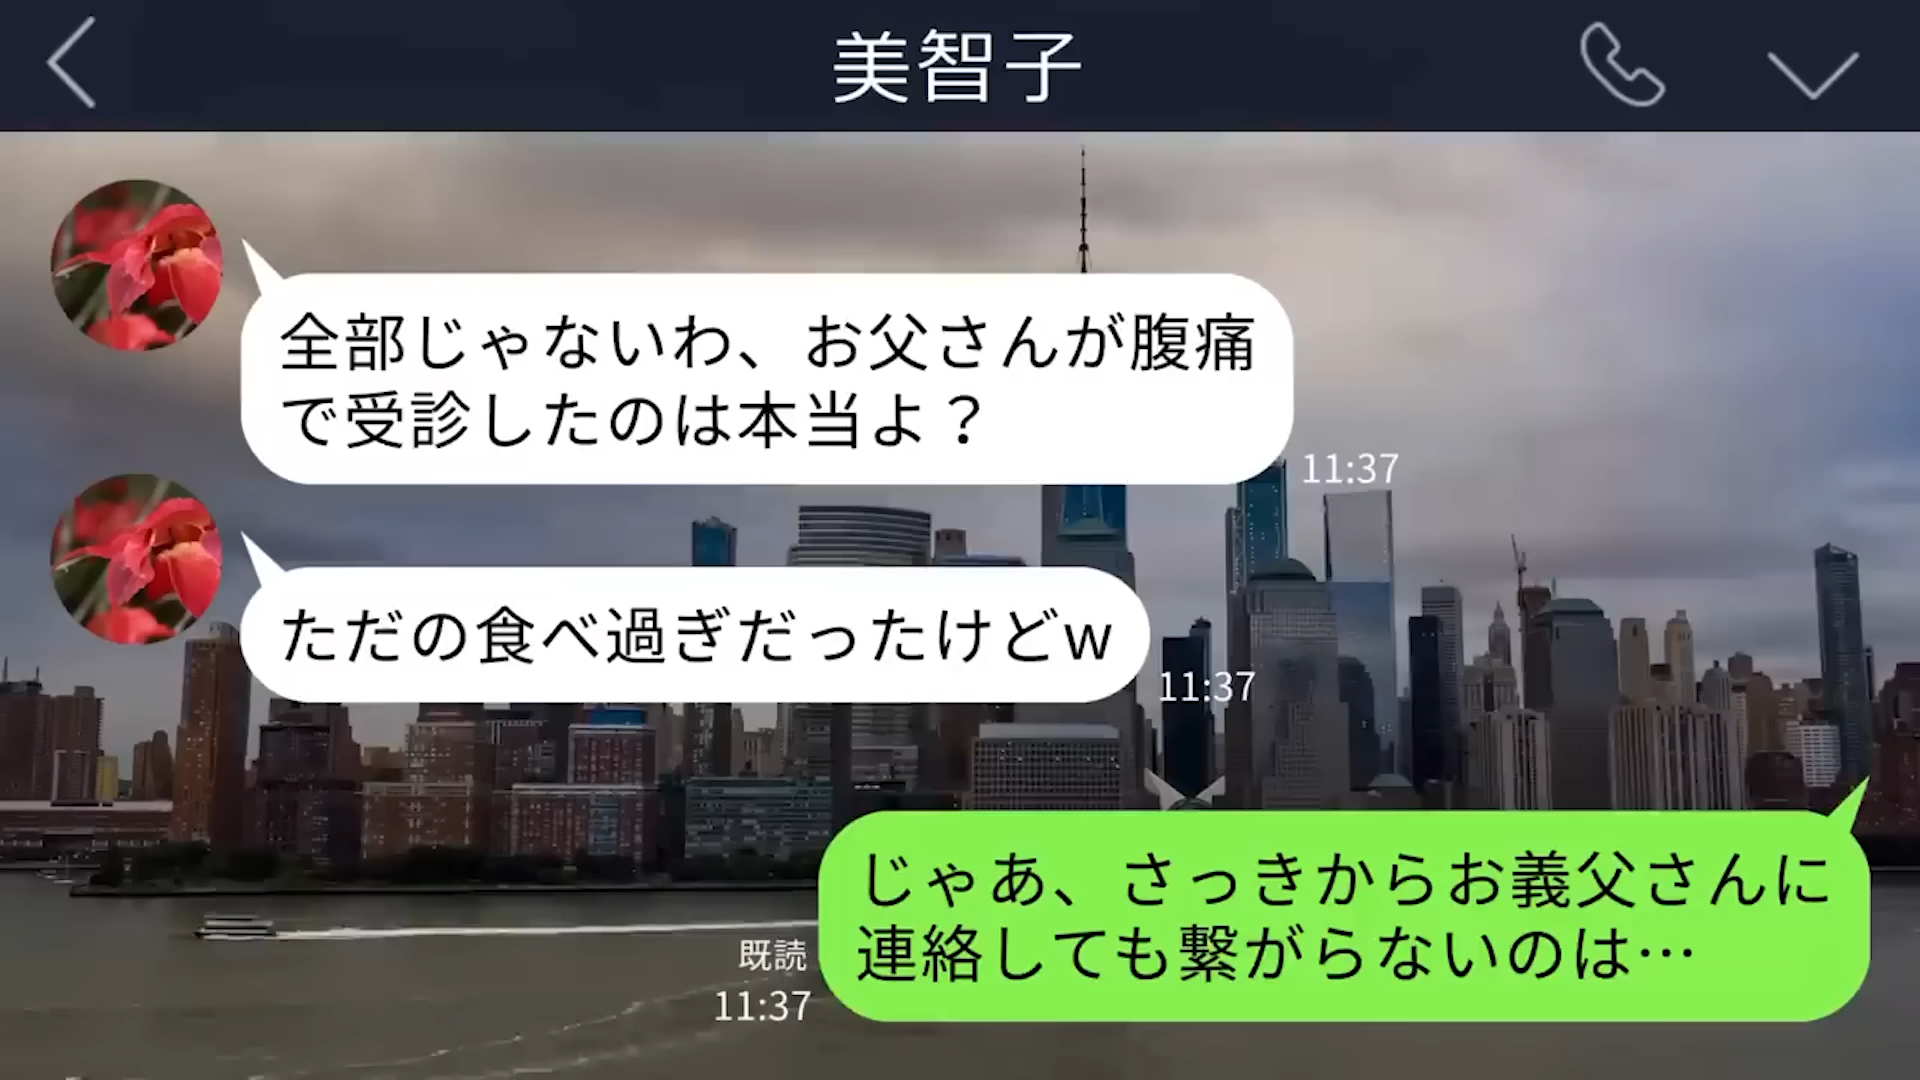 美智子
全部じゃないわ、お父さんが腹痛
で受診したのは本当よ？
11:37
ただの食べ過ぎだったけどw
11:37
じゃあ、さっきからお義父さんに
連絡しても繋がらないのは…
既読
11:37